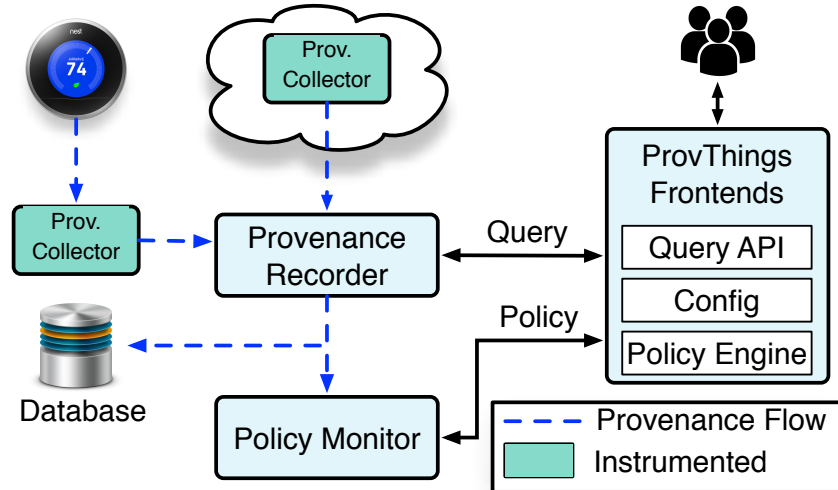 nest
74
Prov.
Collector
Prov.
Collector
Provenance
Recorder
Query
Policy
Database
Policy Monitor
ProvThings
Frontends
Query API
Config
Policy Engine
Provenance Flow
Instrumented